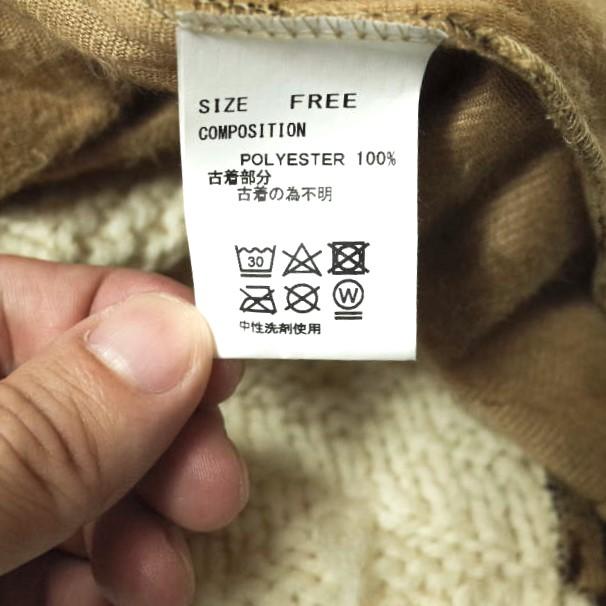 SIZE FREE
COMPOSITION
POLYESTER 100%
古着部分
古着の為不明
30
W
中性洗剤使用